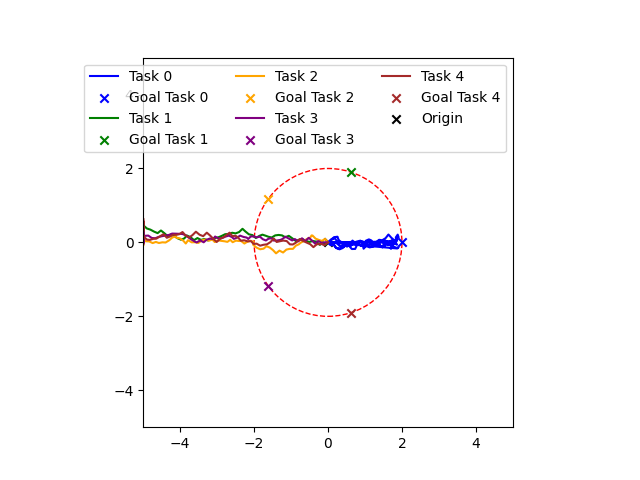 Task 0
Goal Task 0
Task 1
Goal Task 1
Task 2
Goal Task 2
Task 3
Goal Task 3
Task 4
Goal Task 4
Origin
4
2
0
−2
−4
−4
−2
0
2
4